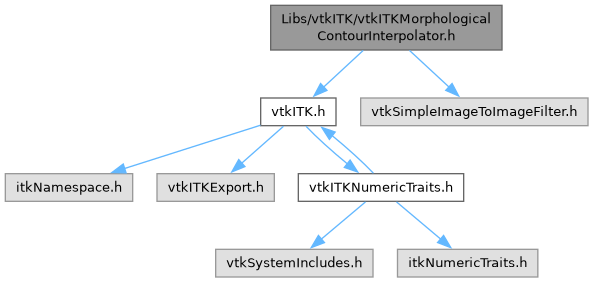 Libs/vtkITK/vtkITKMorphological
ContourInterpolator.h
vtkITK.h
vtkSimpleImageToImageFilter.h
itkNamespace.h
vtkITKExport.h
vtkITKNumericTraits.h
vtkSystemIncludes.h
itkNumericTraits.h